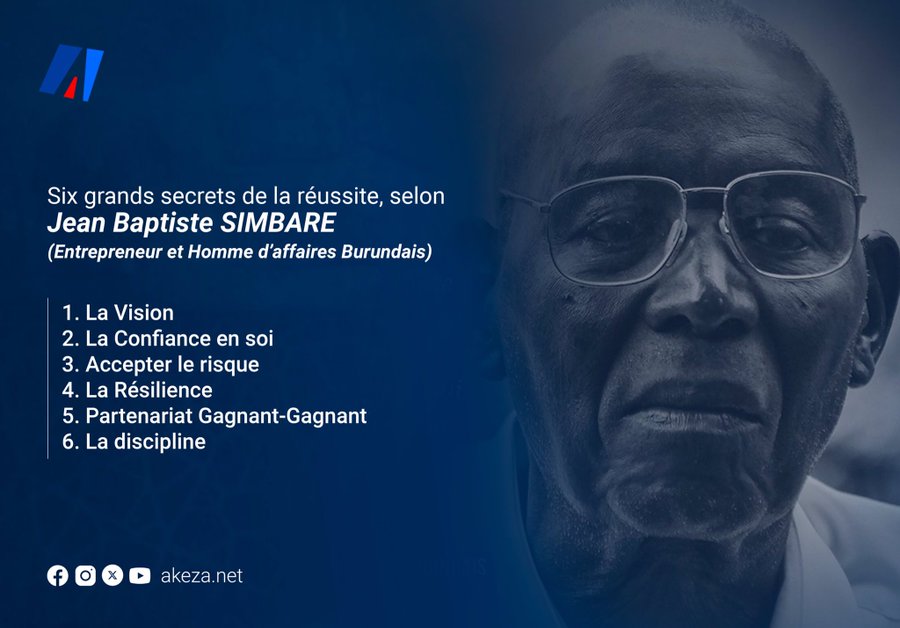 Six grands secrets de la réussite, selon
Jean Baptiste SIMBARE
(Entrepreneur et Homme d'affaires Burundais)
1. La Vision
2. La Confiance en soi
3. Accepter le risque
4. La Résilience
5. Partenariat Gagnant-Gagnant
6. La discipline
akeza.net